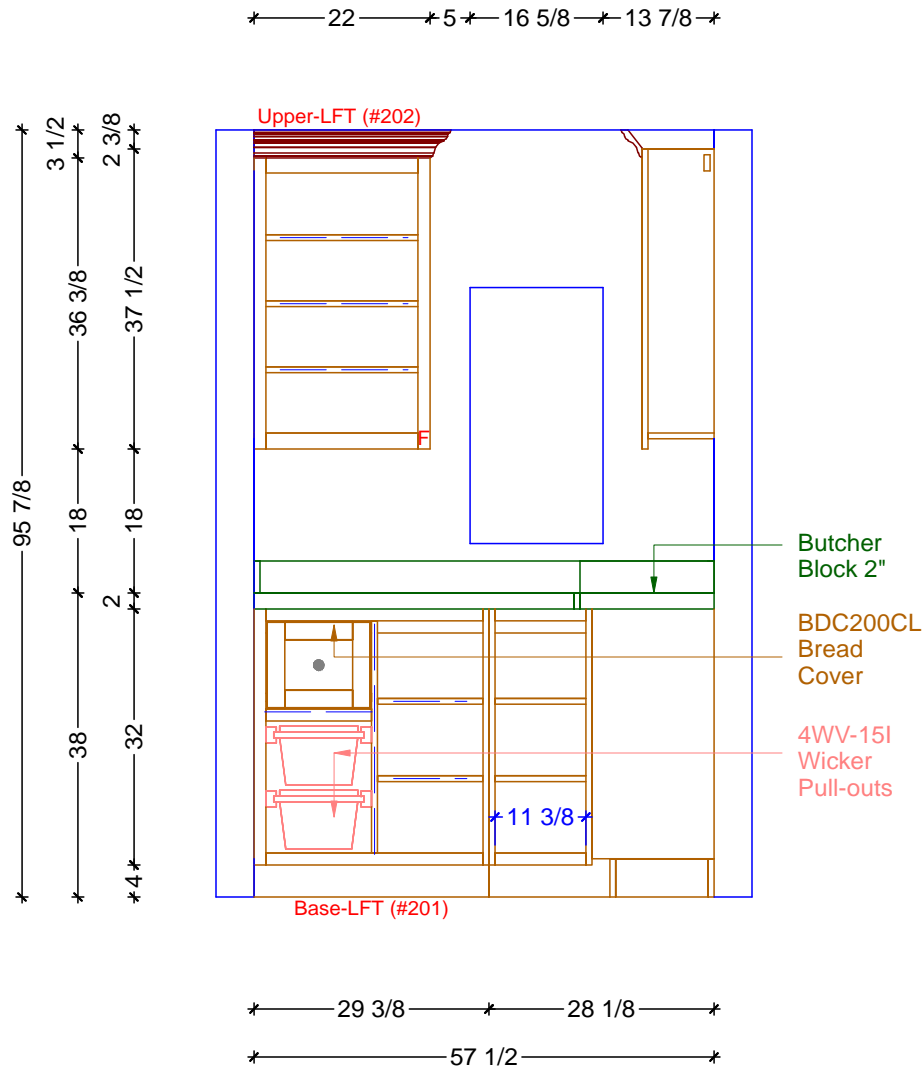 22
5
16 5/8
13 7/8
Upper-LFT (#202)
3 1/2
2 3/8
36 3/8
37 1/2
95 7/8
F
18
18
Butcher
Block 2"
2
BDC200CL
Bread
Cover
38
32
4WV-15I
Wicker
Pull-outs
11 3/8
4
Base-LFT (#201)
29 3/8
28 1/8
57 1/2